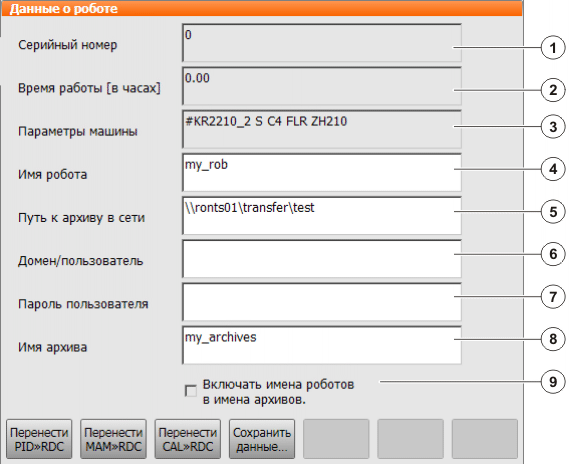 Данные о роботе
Серийный номер
0
1
Время работы [в часах]
0.00
2
Параметры машины
#KR2210_2 S C4 FLR ZH210
3
Имя робота
my_rob
4
Путь к архиву в сети
\\ronts01\transfer\test
5
Домен/пользователь
6
Пароль пользователя
7
Имя архива
my_archives
8
Включать имена роботов
в имена архивов.
9
Перенести
PID»RDC
Перенести
MAM»RDC
Перенести
CAL»RDC
Сохранить
данные...